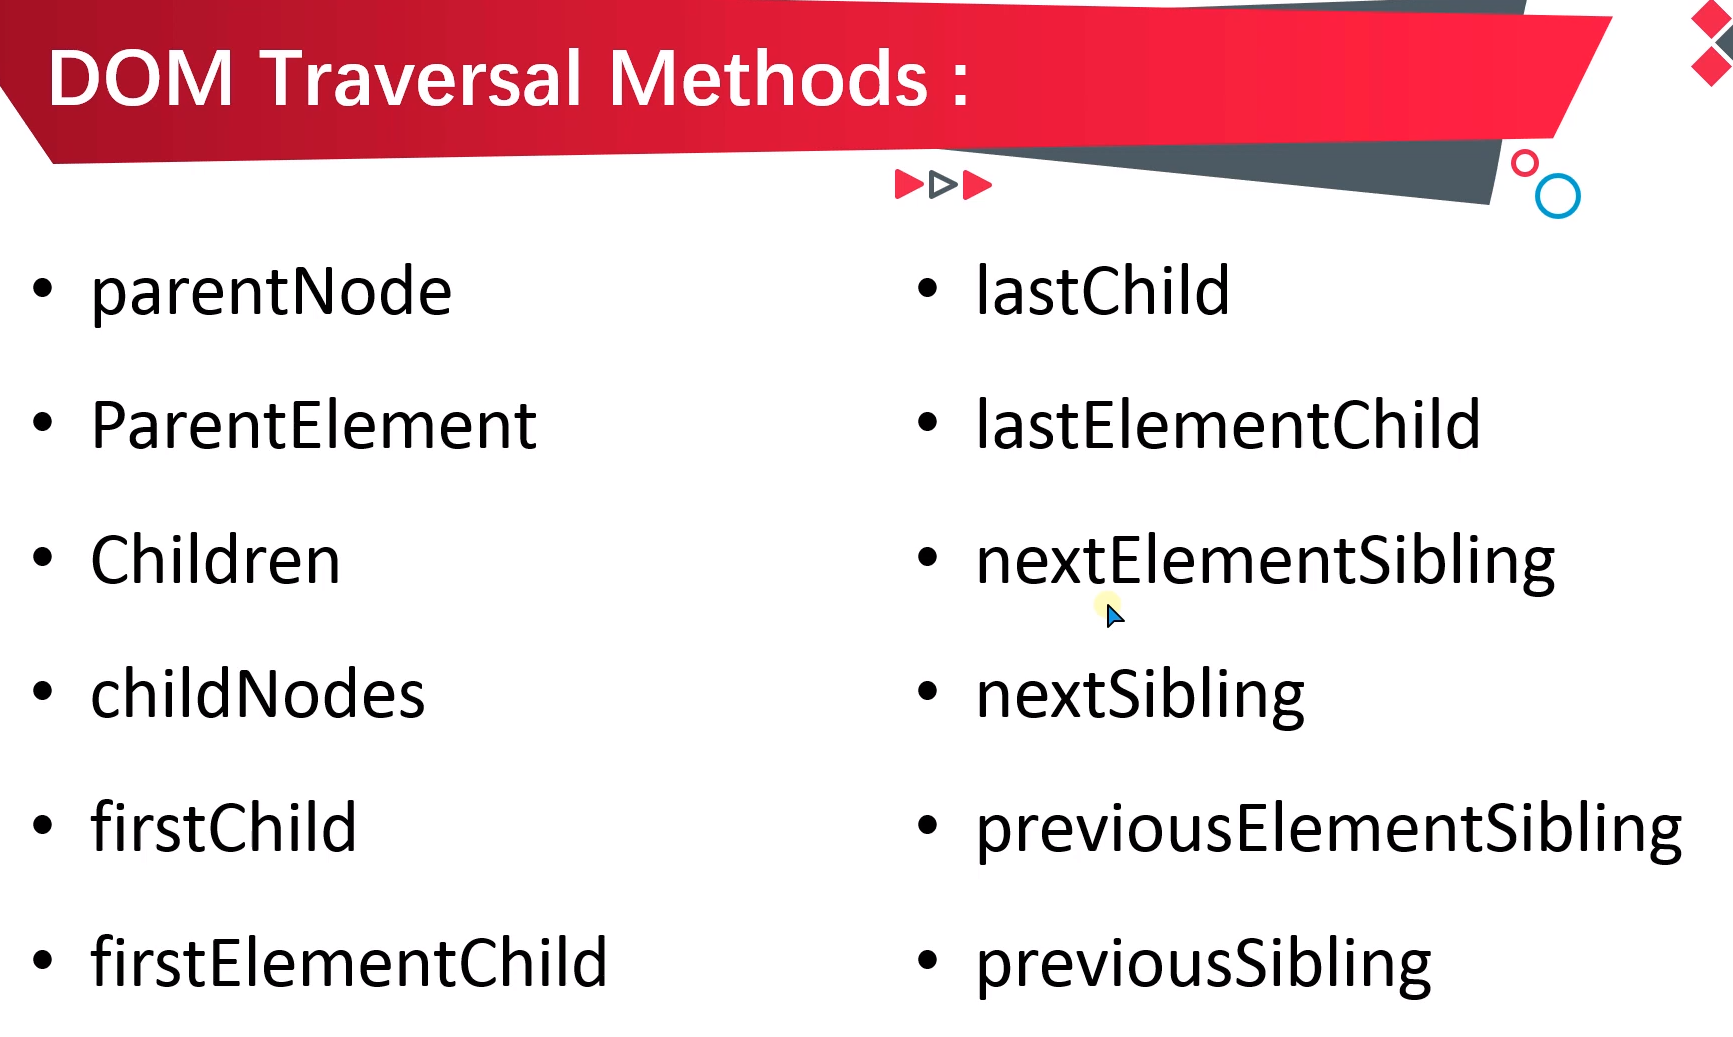 DOM Traversal Methods :
• parentNode
• ParentElement
• Children
• childNodes
• firstChild
• firstElementChild
• lastChild
• lastElementChild
• nextElementSibling
• nextSibling
• previousElementSibling
• previousSibling